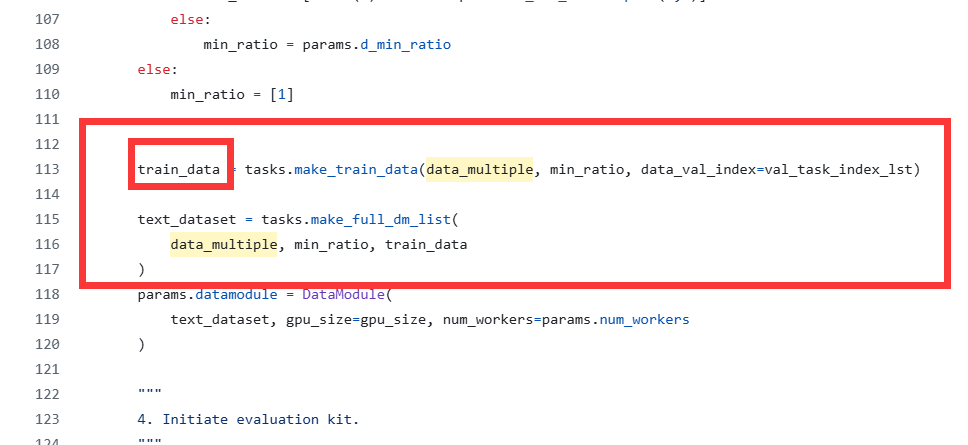 107 else:
108 min_ratio = params.d_min_ratio
109 else:
110 min_ratio = [1]
111
112
113 train_data = tasks.make_train_data(data_multiple, min_ratio, data_val_index=val_task_index_lst)
114
115 text_dataset = tasks.make_full_dm_list(
116 data_multiple, min_ratio, train_data
117 )
118 params.datamodule = DataModule(
119 text_dataset, gpu_size=gpu_size, num_workers=params.num_workers
120 )
121
122 """
123 4. Initiate evaluation kit.
124 """